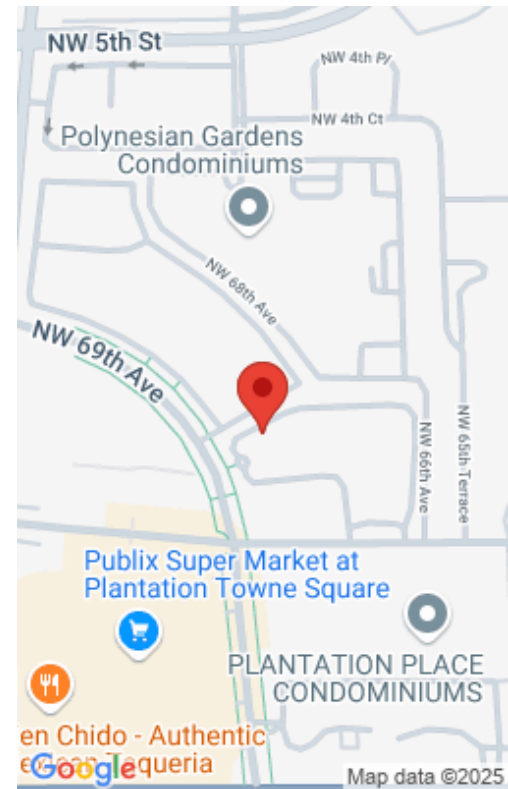 NW 5th St
NW 4th Pl
NW 4th Ct
Polynesian Gardens
Condominiums
NW 68th Ave
NW 69th Ave
NW 66th Ave
NW 65th Terrace
Publix Super Market at
Plantation Towne Square
PLANTATION PLACE
CONDOMINIUMS
en Chido - Authentic
Taqueria
Google
Map data ©2025